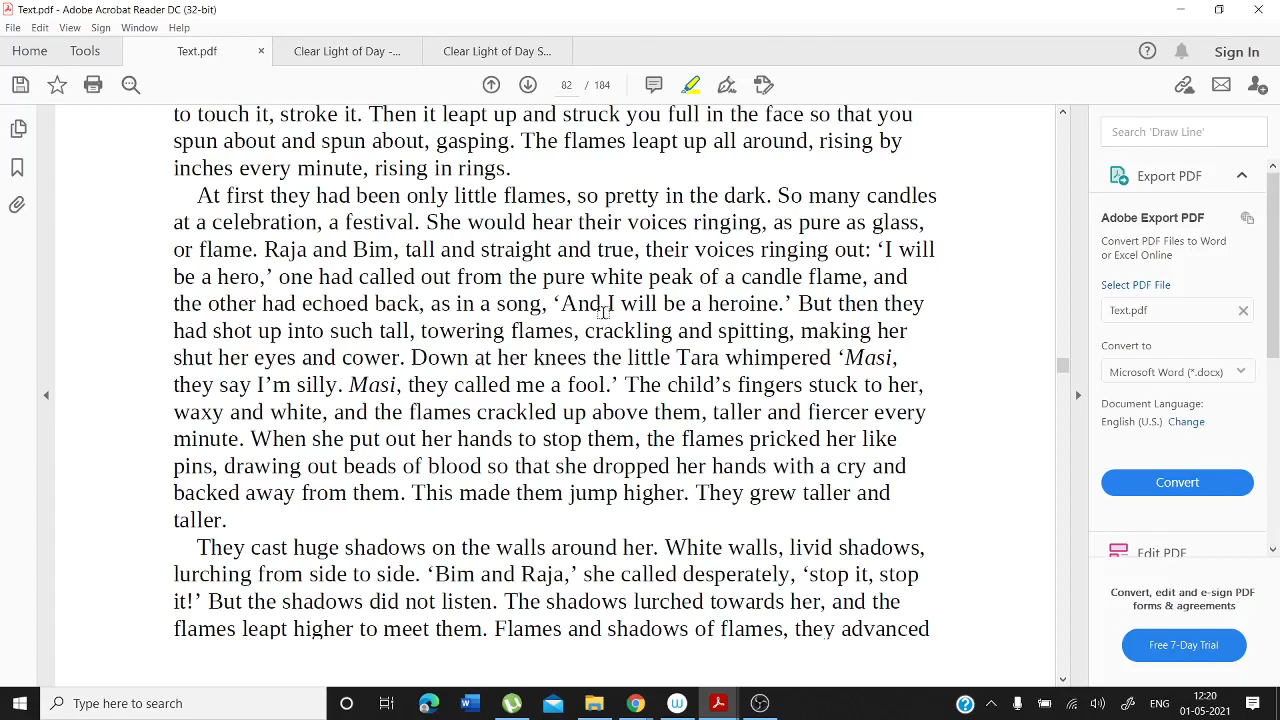 Text.pdf - Adobe Acrobat Reader DC (32-bit)
File Edit View Sign Window Help
Home Tools Text.pdf × Clear Light of Day -... Clear Light of Day S... Sign In
82 / 184
to touch it, stroke it. Then it leapt up and struck you full in the face so that you
spun about and spun about, gasping. The flames leapt up all around, rising by
inches every minute, rising in rings.
At first they had been only little flames, so pretty in the dark. So many candles
at a celebration, a festival. She would hear their voices ringing, as pure as glass,
or flame. Raja and Bim, tall and straight and true, their voices ringing out: ‘I will
be a hero,’ one had called out from the pure white peak of a candle flame, and
the other had echoed back, as in a song, ‘And I will be a heroine.’ But then they
had shot up into such tall, towering flames, crackling and spitting, making her
shut her eyes and cower. Down at her knees the little Tara whimpered ‘Masi,
they say I’m silly. Masi, they called me a fool.’ The child’s fingers stuck to her,
waxy and white, and the flames crackled up above them, taller and fiercer every
minute. When she put out her hands to stop them, the flames pricked her like
pins, drawing out beads of blood so that she dropped her hands with a cry and
backed away from them. This made them jump higher. They grew taller and
taller.
They cast huge shadows on the walls around her. White walls, livid shadows,
lurching from side to side. ‘Bim and Raja,’ she called desperately, ‘stop it, stop
it!’ But the shadows did not listen. The shadows lurched towards her, and the
flames leapt higher to meet them. Flames and shadows of flames, they advanced
Search 'Draw Line'
Export PDF
Adobe Export PDF
Convert PDF Files to Word
or Excel Online
Select PDF File
Text.pdf
Convert to
Microsoft Word (*.docx)
Document Language:
English (U.S.) Change
Convert
Edit PDF
Convert, edit and e-sign PDF
forms & agreements
Free 7-Day Trial
Type here to search
ENG
12:20
01-05-2021